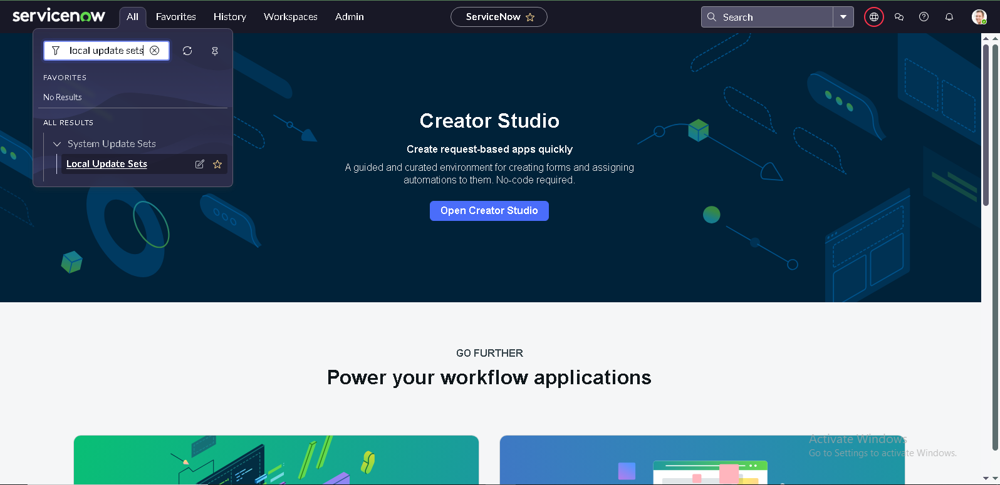 servicenow
All
Favorites
History
Workspaces
Admin
ServiceNow
Search
local update sets
FAVORITES
No Results
ALL RESULTS
System Update Sets
Local Update Sets
Creator Studio
Create request-based apps quickly
A guided and curated environment for creating forms and assigning
automations to them. No-code required.
Open Creator Studio
GO FURTHER
Power your workflow applications
Activate Windows
Go to Settings to activate Windows.